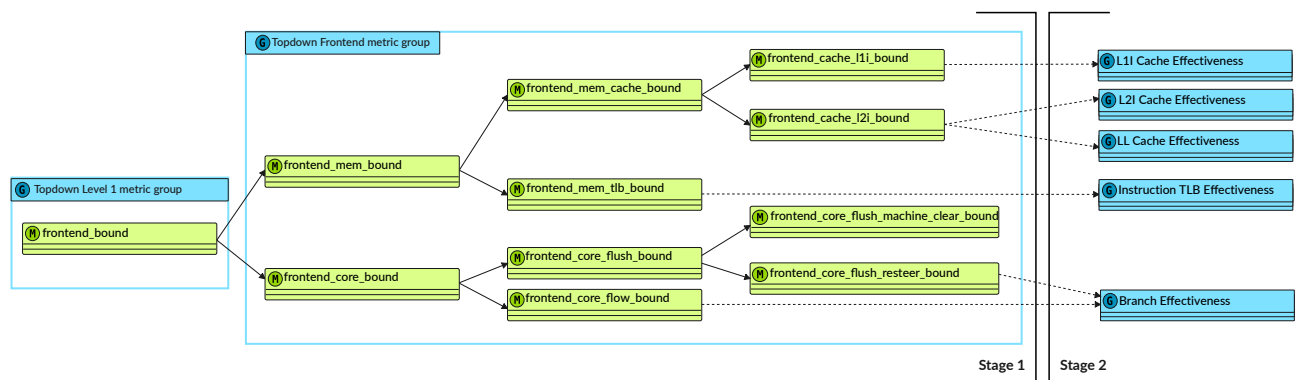 G Topdown Frontend metric group
M frontend_cache_l1i_bound
G L1I Cache Effectiveness
M frontend_mem_cache_bound
G L2I Cache Effectiveness
M frontend_cache_l2i_bound
G LL Cache Effectiveness
M frontend_mem_bound
G Topdown Level 1 metric group
M frontend_mem_tlb_bound
G Instruction TLB Effectiveness
M frontend_core_flush_machine_clear_bound
M frontend_bound
M frontend_core_flush_bound
M frontend_core_bound
M frontend_core_flush_resteer_bound
M frontend_core_flow_bound
G Branch Effectiveness
Stage 1
Stage 2